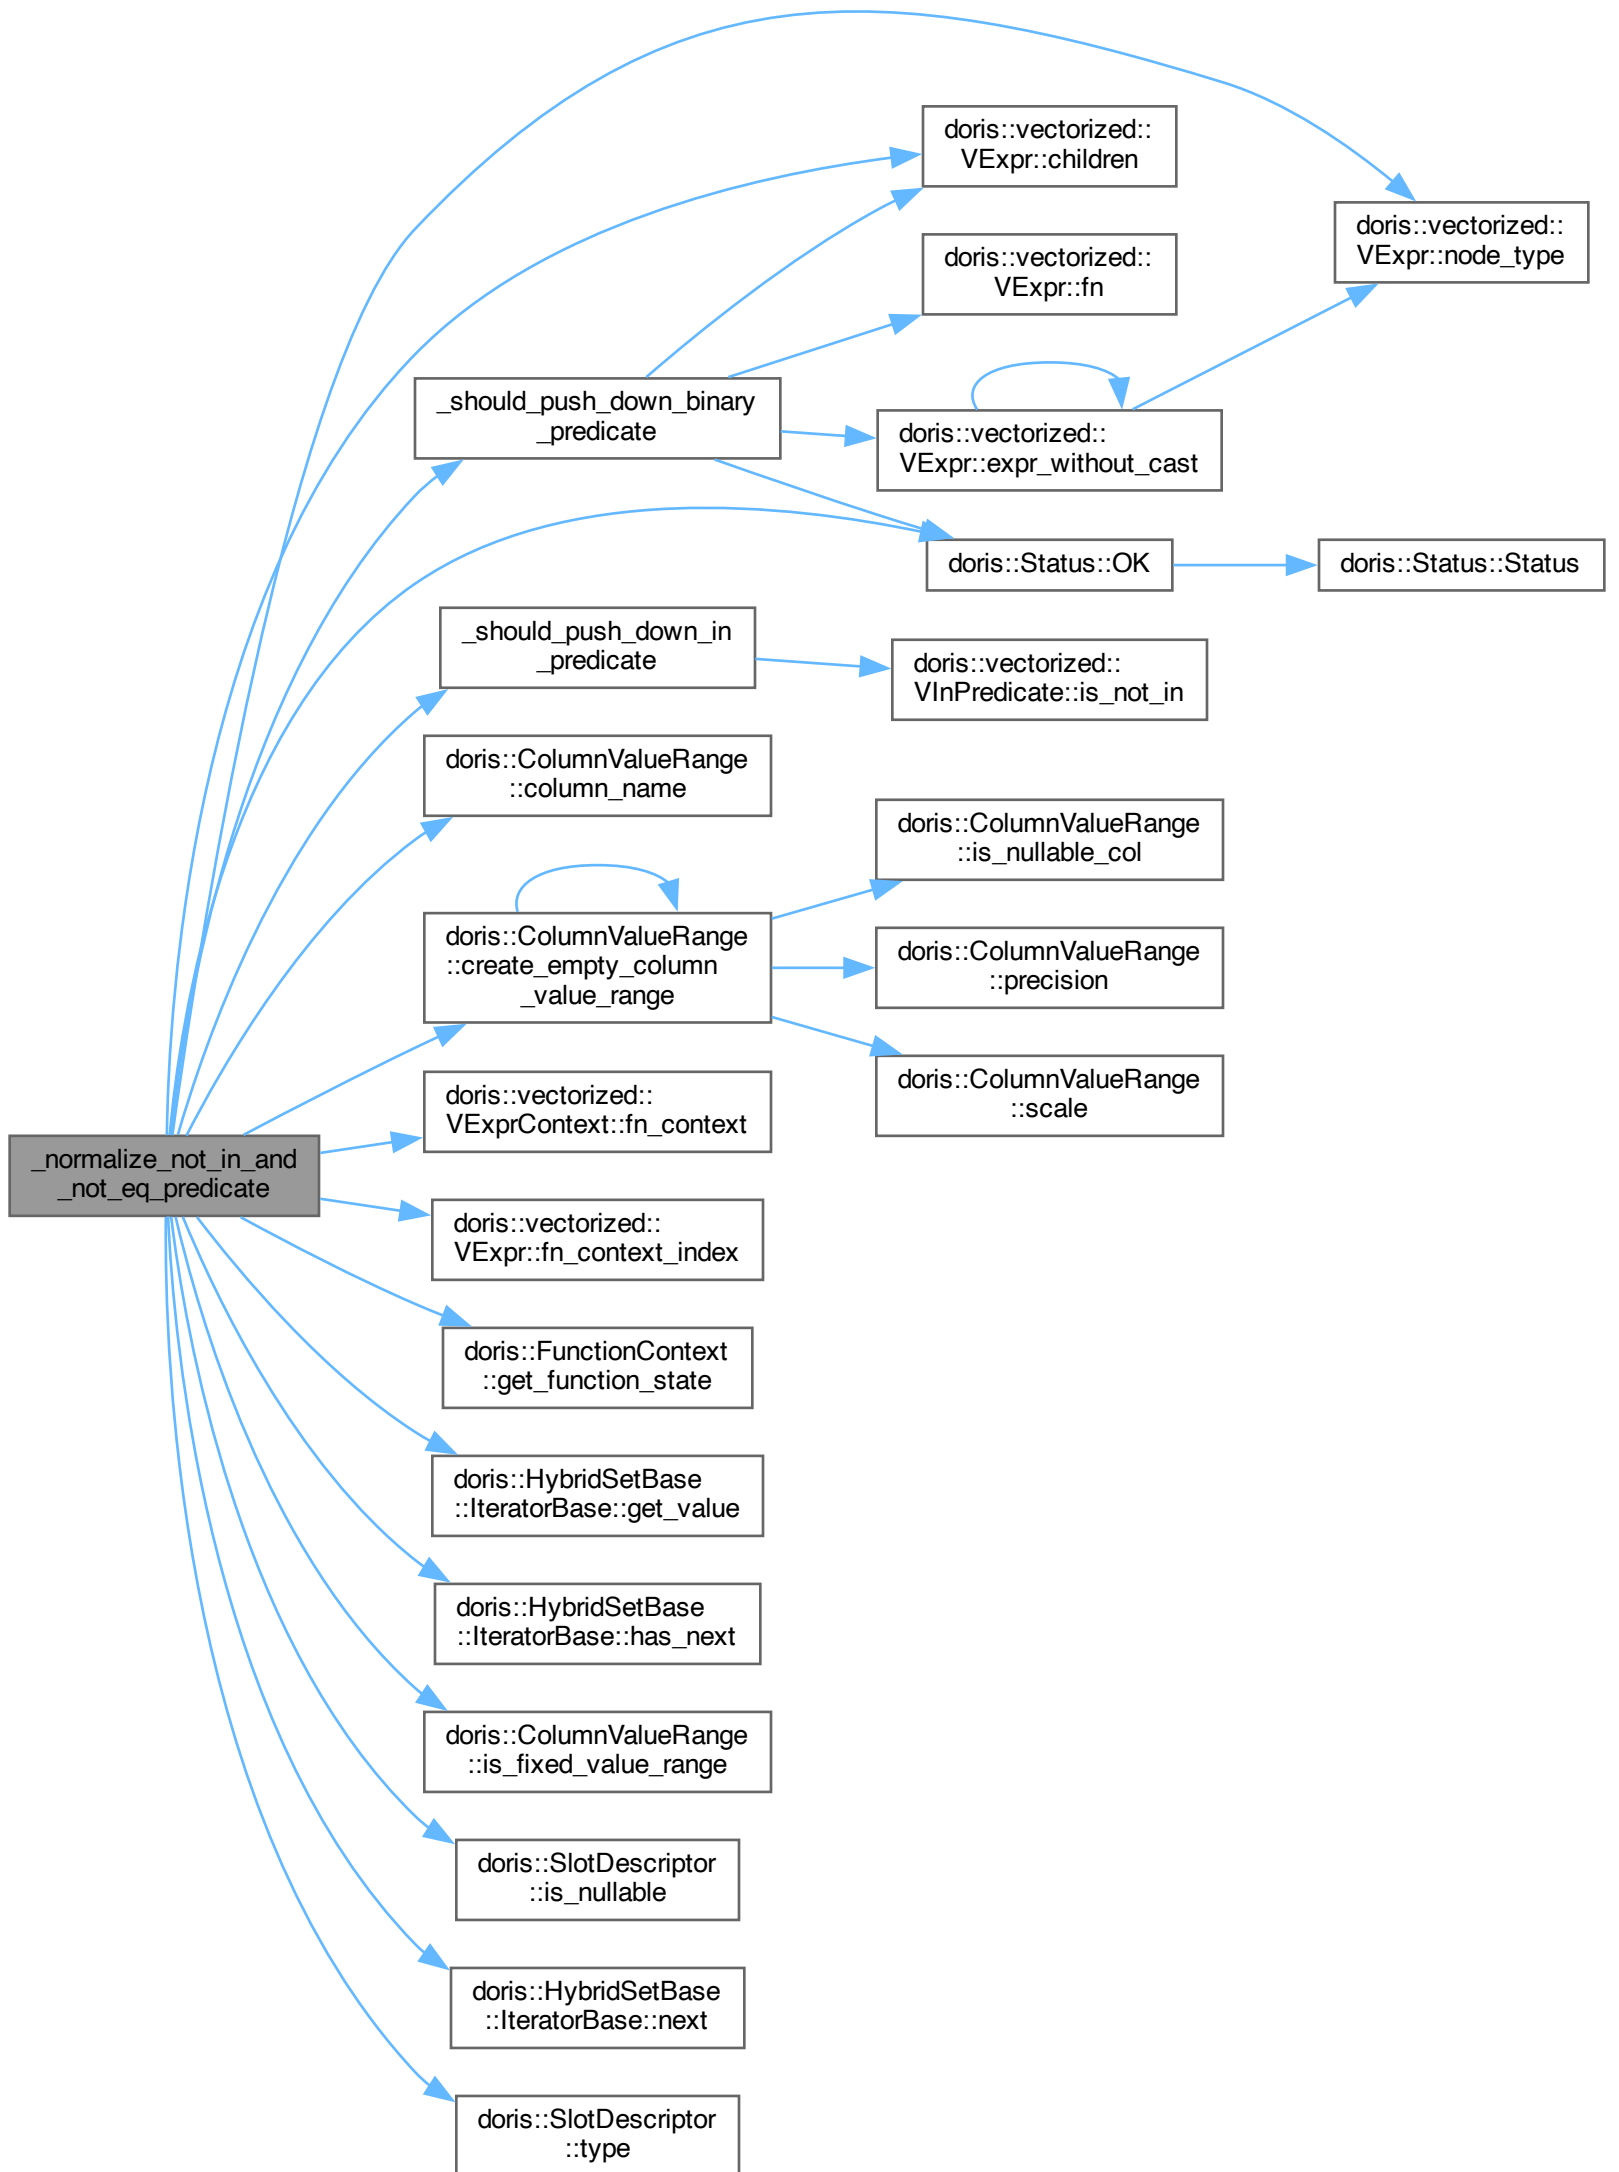 doris::vectorized::
VExpr::children
doris::vectorized::
VExpr::node_type
doris::vectorized::
VExpr::fn
_should_push_down_binary
_predicate
doris::vectorized::
VExpr::expr_without_cast
doris::Status::OK
doris::Status::Status
_should_push_down_in
_predicate
doris::vectorized::
VInPredicate::is_not_in
doris::ColumnValueRange
::column_name
doris::ColumnValueRange
::is_nullable_col
doris::ColumnValueRange
::create_empty_column
_value_range
doris::ColumnValueRange
::precision
doris::ColumnValueRange
::scale
doris::vectorized::
VExprContext::fn_context
_normalize_not_in_and
_not_eq_predicate
doris::vectorized::
VExpr::fn_context_index
doris::FunctionContext
::get_function_state
doris::HybridSetBase
::IteratorBase::get_value
doris::HybridSetBase
::IteratorBase::has_next
doris::ColumnValueRange
::is_fixed_value_range
doris::SlotDescriptor
::is_nullable
doris::HybridSetBase
::IteratorBase::next
doris::SlotDescriptor
::type